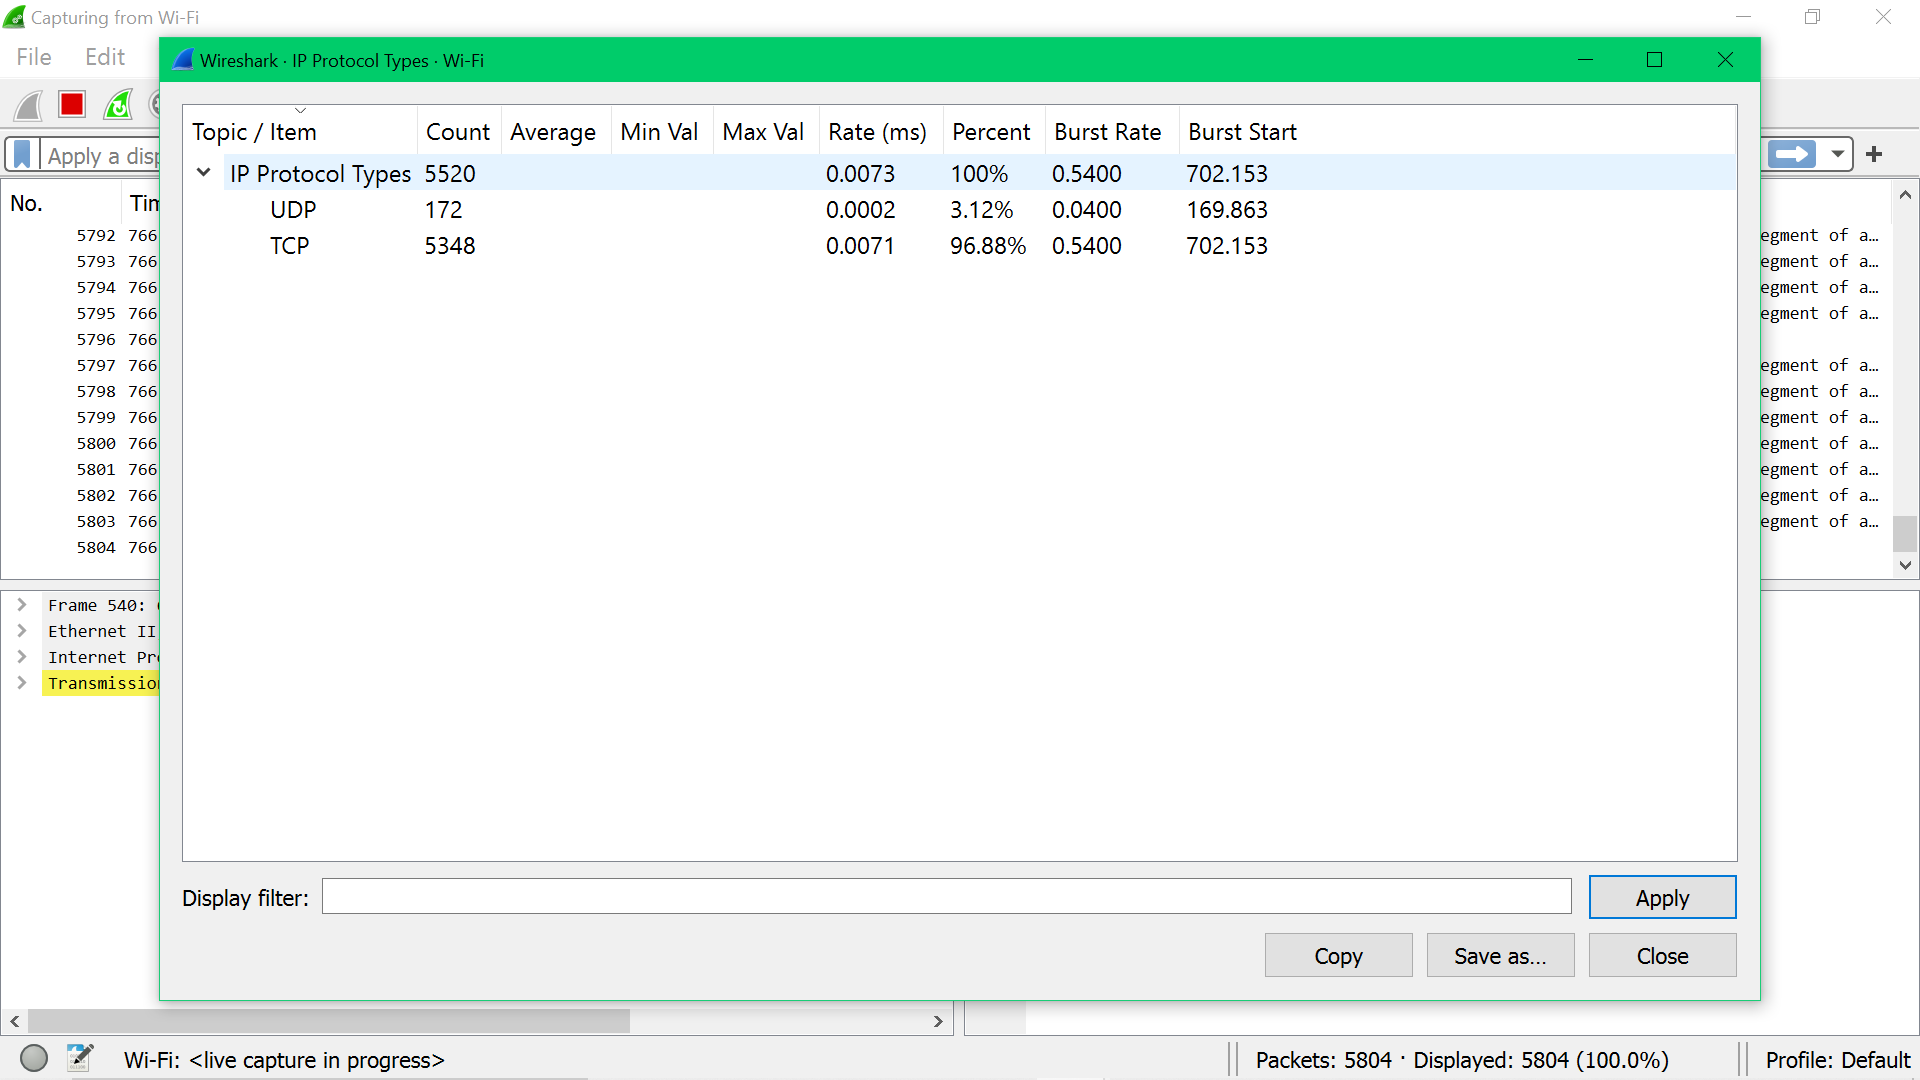 Capturing from Wi-Fi
File Edit
Wireshark · IP Protocol Types · Wi-Fi
Apply a disp
Topic / Item Count Average Min Val Max Val Rate (ms) Percent Burst Rate Burst Start
IP Protocol Types 5520 0.0073 100% 0.5400 702.153
UDP 172 0.0002 3.12% 0.0400 169.863
TCP 5348 0.0071 96.88% 0.5400 702.153
No. Tim
5792 766 egment of a…
5793 766 egment of a…
5794 766 egment of a…
5795 766 egment of a…
5796 766
5797 766 egment of a…
5798 766 egment of a…
5799 766 egment of a…
5800 766 egment of a…
5801 766 egment of a…
5802 766 egment of a…
5803 766 egment of a…
5804 766
Frame 540:
Ethernet II
Internet Pro
Transmission
Display filter: Apply
Copy Save as... Close
Wi-Fi: <live capture in progress> Packets: 5804 · Displayed: 5804 (100.0%) Profile: Default